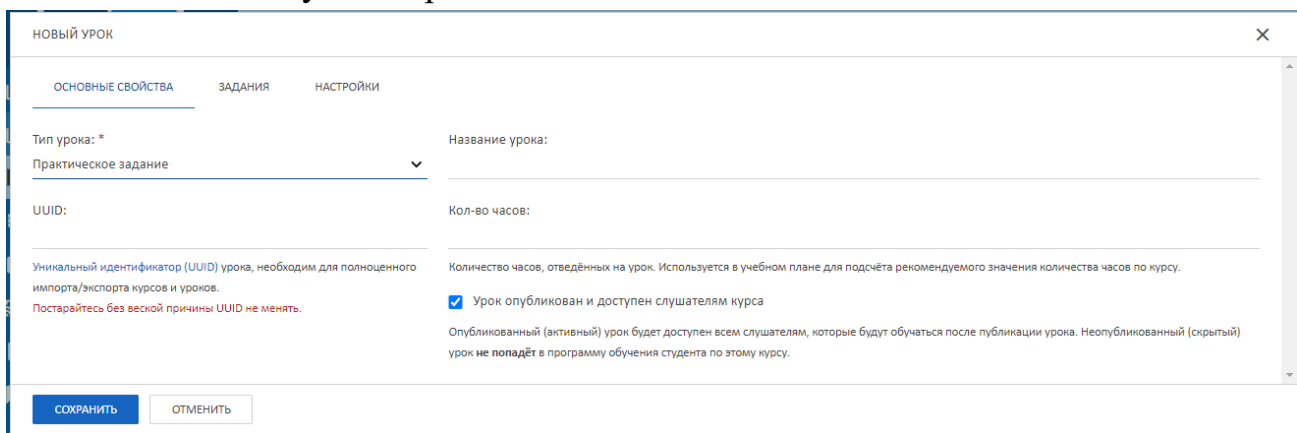 НОВЫЙ УРОК
ОСНОВНЫЕ СВОЙСТВА ЗАДАНИЯ НАСТРОЙКИ
Тип урока: * Название урока:
Практическое задание
UUID: Кол-во часов:
Уникальный идентификатор (UUID) урока, необходим для полноценного
импорта/экспорта курсов и уроков.
Постарайтесь без веской причины UUID не менять.
Количество часов, отведённых на урок. Используется в учебном плане для подсчёта рекомендуемого значения количества часов по курсу.
Урок опубликован и доступен слушателям курса
Опубликованный (активный) урок будет доступен всем слушателям, которые будут обучаться после публикации урока. Неопубликованный (скрытый)
урок не попадёт в программу обучения студента по этому курсу.
СОХРАНИТЬ ОТМЕНИТЬ